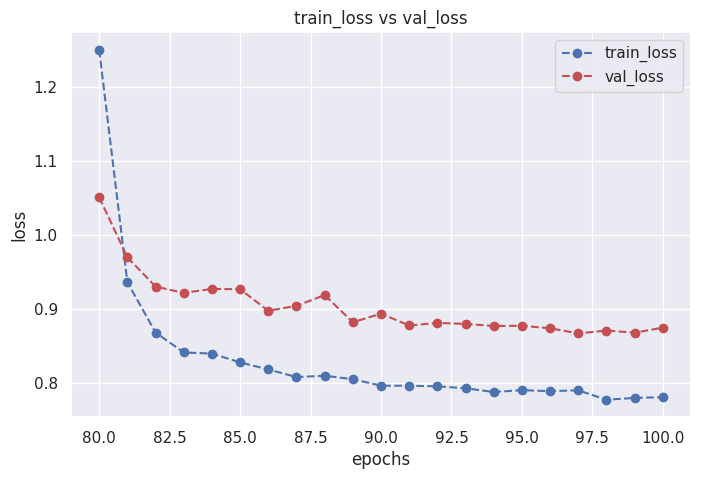 train_loss vs val_loss
train_loss
val_loss
1.2
1.1
1.0
0.9
0.8
loss
80.0 82.5 85.0 87.5 90.0 92.5 95.0 97.5 100.0
epochs